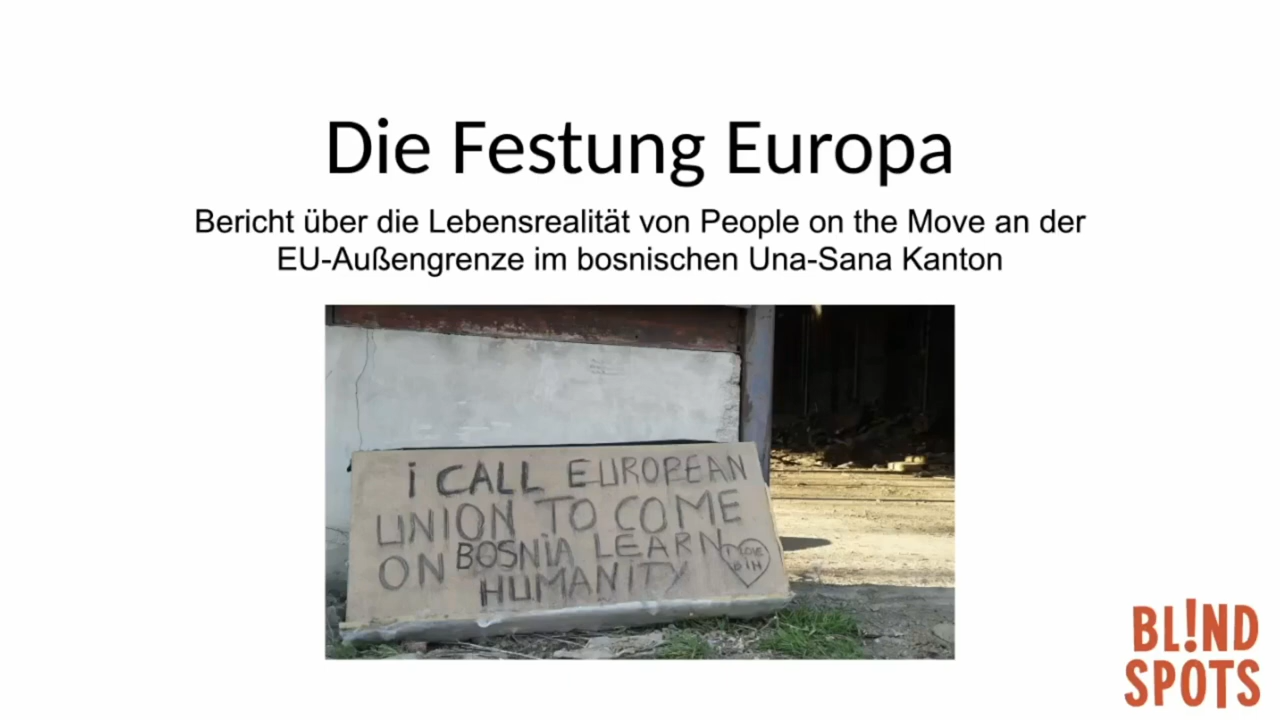 Die Festung Europa
Bericht über die Lebensrealität von People on the Move an der
EU-Außengrenze im bosnischen Una-Sana Kanton
i CALL EUROPEAN
UNION TO COME
ON BOSNiA LEARN
HUMANITY
I LOVE
BIH
BL!ND
SPOTS